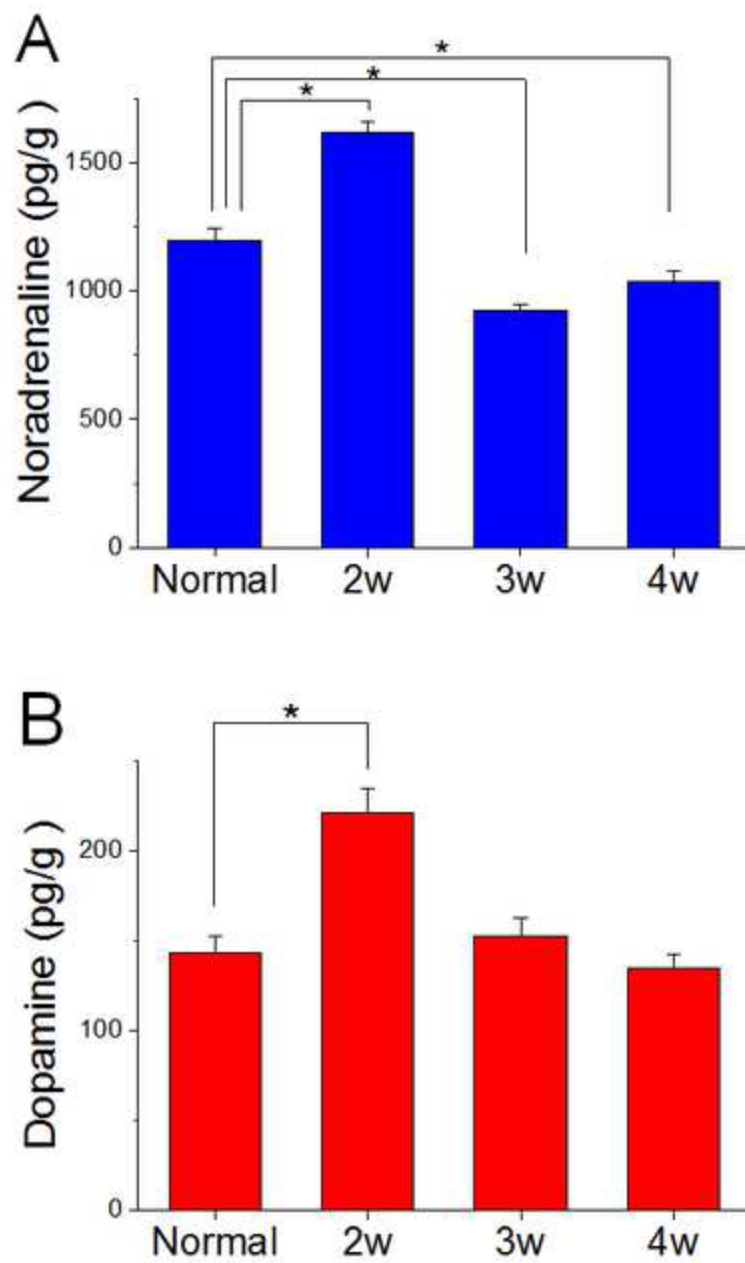 A
*
*
*
Noradrenaline (pg/g )
1500
1000
500
0
Normal 2w 3w 4w
B
*
Dopamine (pg/g )
200
100
0
Normal 2w 3w 4w